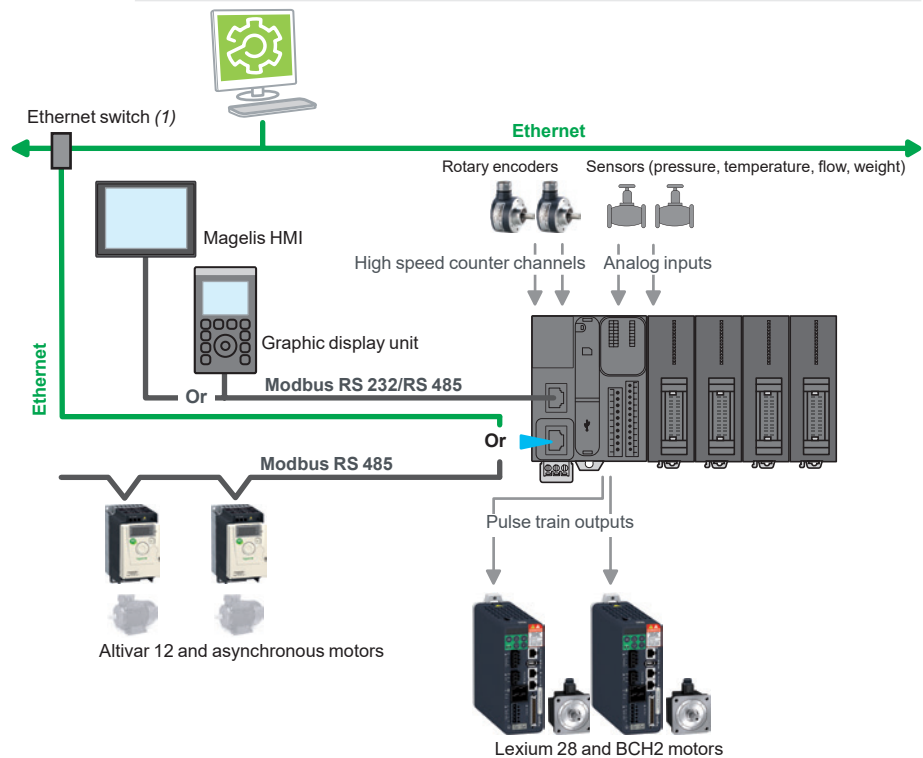 Ethernet switch (1)
Ethernet
Rotary encoders
Sensors (pressure, temperature, flow, weight)
Magelis HMI
High speed counter channels
Analog inputs
Graphic display unit
Ethernet
Or
Modbus RS 232/RS 485
Or
Modbus RS 485
Pulse train outputs
Altivar 12 and asynchronous motors
Lexium 28 and BCH2 motors